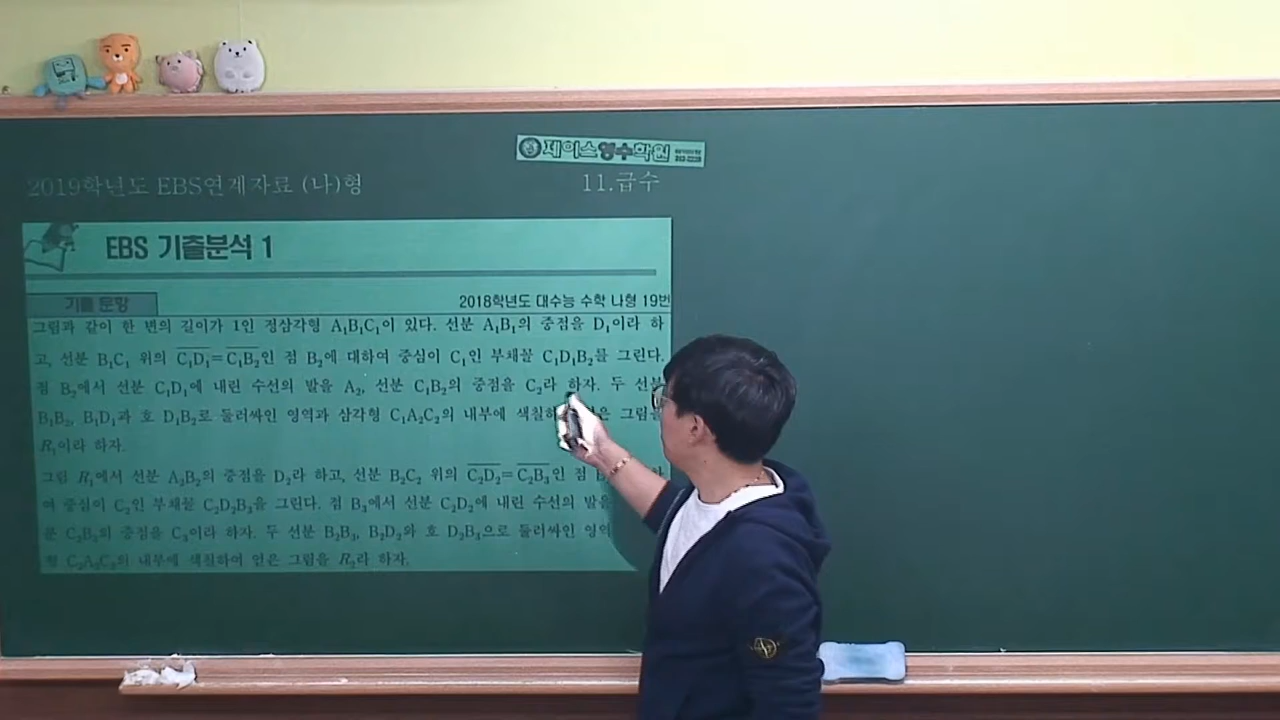 제이스영수학원
2019학년도 EBS연계자료 (나)형
11.급수
EBS 기출분석 1
기출 문항
2018학년도 대수능 수학 나형 19번
그림과 같이 한 변의 길이가 1인 정삼각형 A₁B₁C₁이 있다. 선분 A₁B₁의 중점을 D₁이라 하
고, 선분 B₁C₁ 위의 C₁D₁=C₁B₂인 점 B₂에 대하여 중심이 C₁인 부채꼴 C₁D₁B₂를 그린다.
점 B₂에서 선분 C₁D₁에 내린 수선의 발을 A₂, 선분 C₁B₂의 중점을 C₂라 하자. 두 선분
B₁B₂, B₁D₁과 호 D₁B₂로 둘러싸인 영역과 삼각형 C₁A₂C₂의 내부에 색칠하 은 그림을
R₁이라 하자.
그림 R₁에서 선분 A₂B₂의 중점을 D₂라 하고, 선분 B₂C₂ 위의 C₂D₂=C₂B₃인 점
여 중심이 C₂인 부채꼴 C₂D₂B₃을 그린다. 점 B₃에서 선분 C₂D₂에 내린 수선의 발을
분 C₂B₃의 중점을 C₃이라 하자. 두 선분 B₂B₃, B₂D₂와 호 D₂B₃으로 둘러싸인 영역
형 C₂A₃C₃의 내부에 색칠하여 얻은 그림을 R₂라 하자.